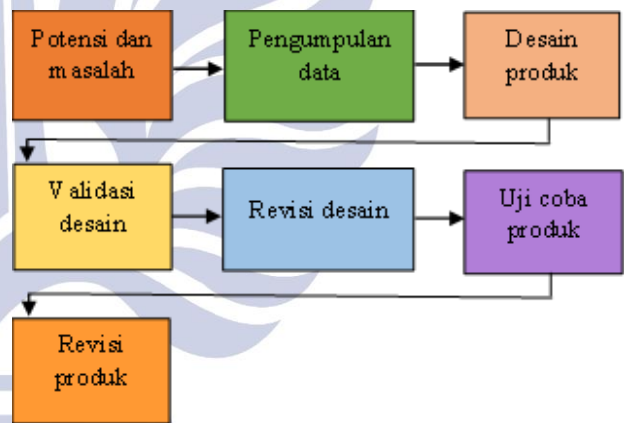 Potensi dan
masalah
Pengumpulan
data
Desain
produk
Validasi
desain
Revisi desain
Uji coba
produk
Revisi
produk